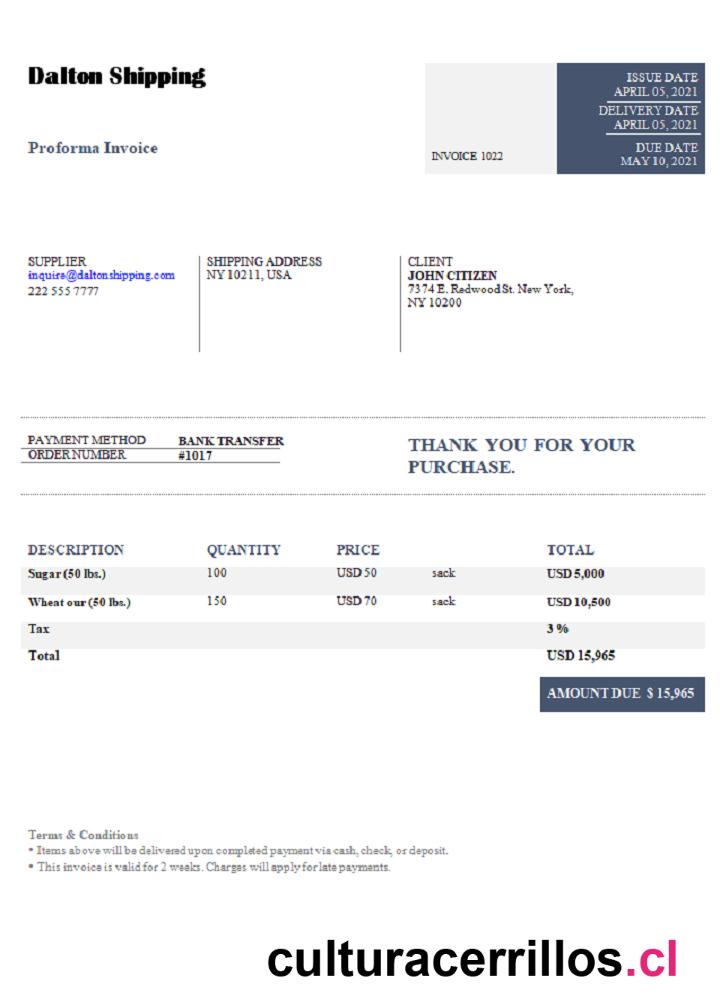 Dalton Shipping
Proforma Invoice
INVOICE 1022
ISSUE DATE
APRIL 05, 2021
DELIVERY DATE
APRIL 05, 2021
DUE DATE
MAY 10, 2021
SUPPLIER
inquire@daltonshipping.com
222 555 7777
SHIPPING ADDRESS
NY 10211, USA
CLIENT
JOHN CITIZEN
7374 E. Redwood St. New York,
NY 10200
PAYMENT METHOD BANK TRANSFER
ORDER NUMBER #1017
THANK YOU FOR YOUR
PURCHASE.
DESCRIPTION QUANTITY PRICE TOTAL
Sugar (50 lbs.) 100 USD 50 sack USD 5,000
Wheat our (50 lbs.) 150 USD 70 sack USD 10,500
Tax 3 %
Total USD 15,965
AMOUNT DUE $ 15,965
Terms & Conditions
* Items above will be delivered upon completed payment via cash, check, or deposit.
* This invoice is valid for 2 weeks. Charges will apply for late payments.
culturacerrillos.cl